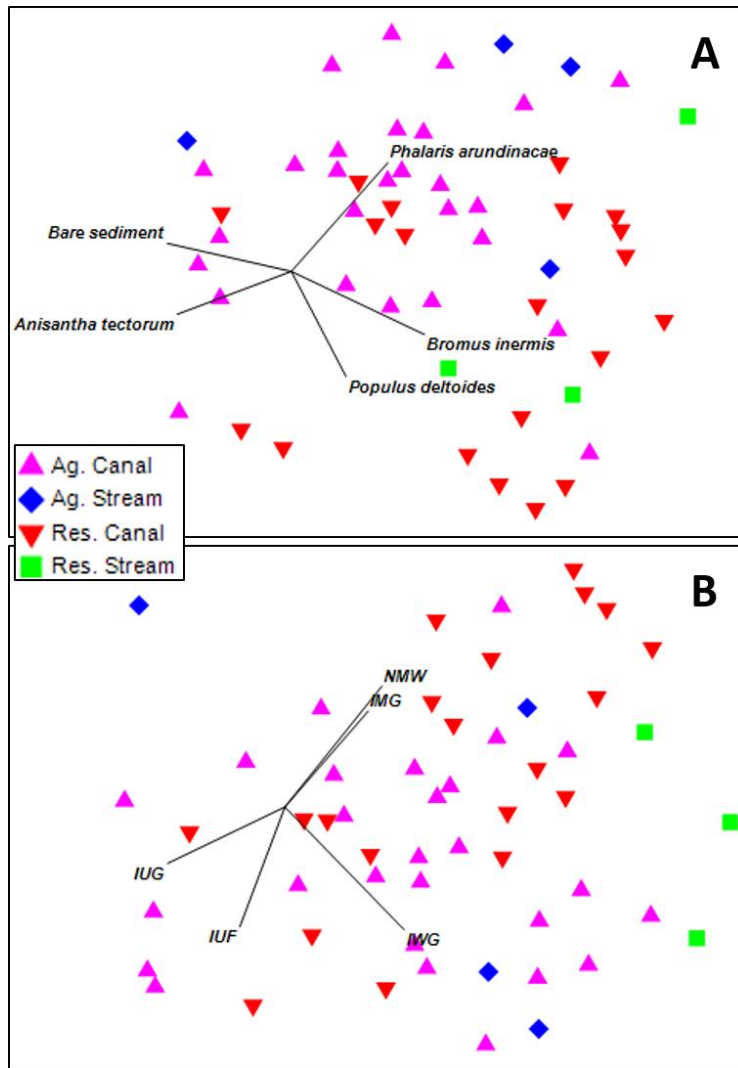 A
Phalaris arundinacae
Bare sediment
Anisantha tectorum
Bromus inermis
Populus deltoides
Ag. Canal
Ag. Stream
Res. Canal
Res. Stream
B
NMW
IMG
IUG
IUF
IWG